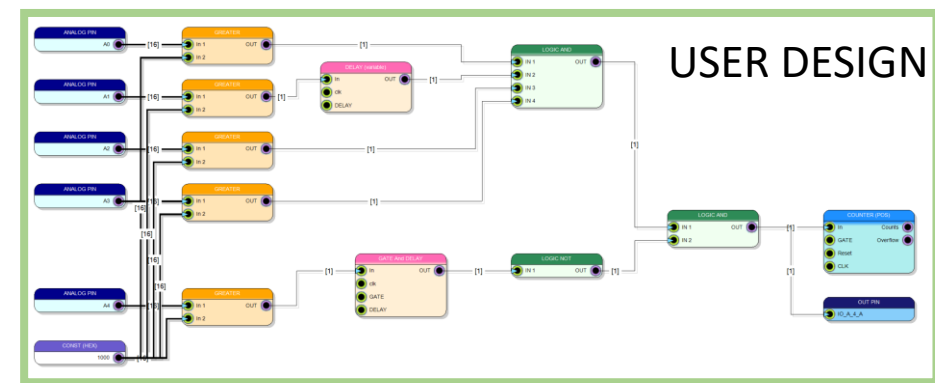 USER DESIGN
ANALOG PIN
A0
[16]
GREATER
In 1 OUT
In 2
[1]
ANALOG PIN
A1
[16]
GREATER
In 1 OUT
In 2
[1]
DELAY (variable)
In OUT
clk
DELAY
[1]
LOGIC AND
IN 1 OUT
IN 2
IN 3
IN 4
[1]
ANALOG PIN
A2
[16]
GREATER
In 1 OUT
In 2
[1]
ANALOG PIN
A3
[16]
GREATER
In 1 OUT
In 2
[1]
[16]
[16]
[16]
[16]
ANALOG PIN
A4
[16]
GREATER
In 1 OUT
In 2
[1]
GATE And DELAY
In OUT
clk
GATE
DELAY
[1]
LOGIC NOT
IN 1 OUT
[1]
LOGIC AND
IN 1 OUT
IN 2
[1]
[1]
COUNTER (POS)
In Counts
GATE Overflow
Reset
CLK
OUT PIN
IO_A_4_A
CONST (HEX)
1000